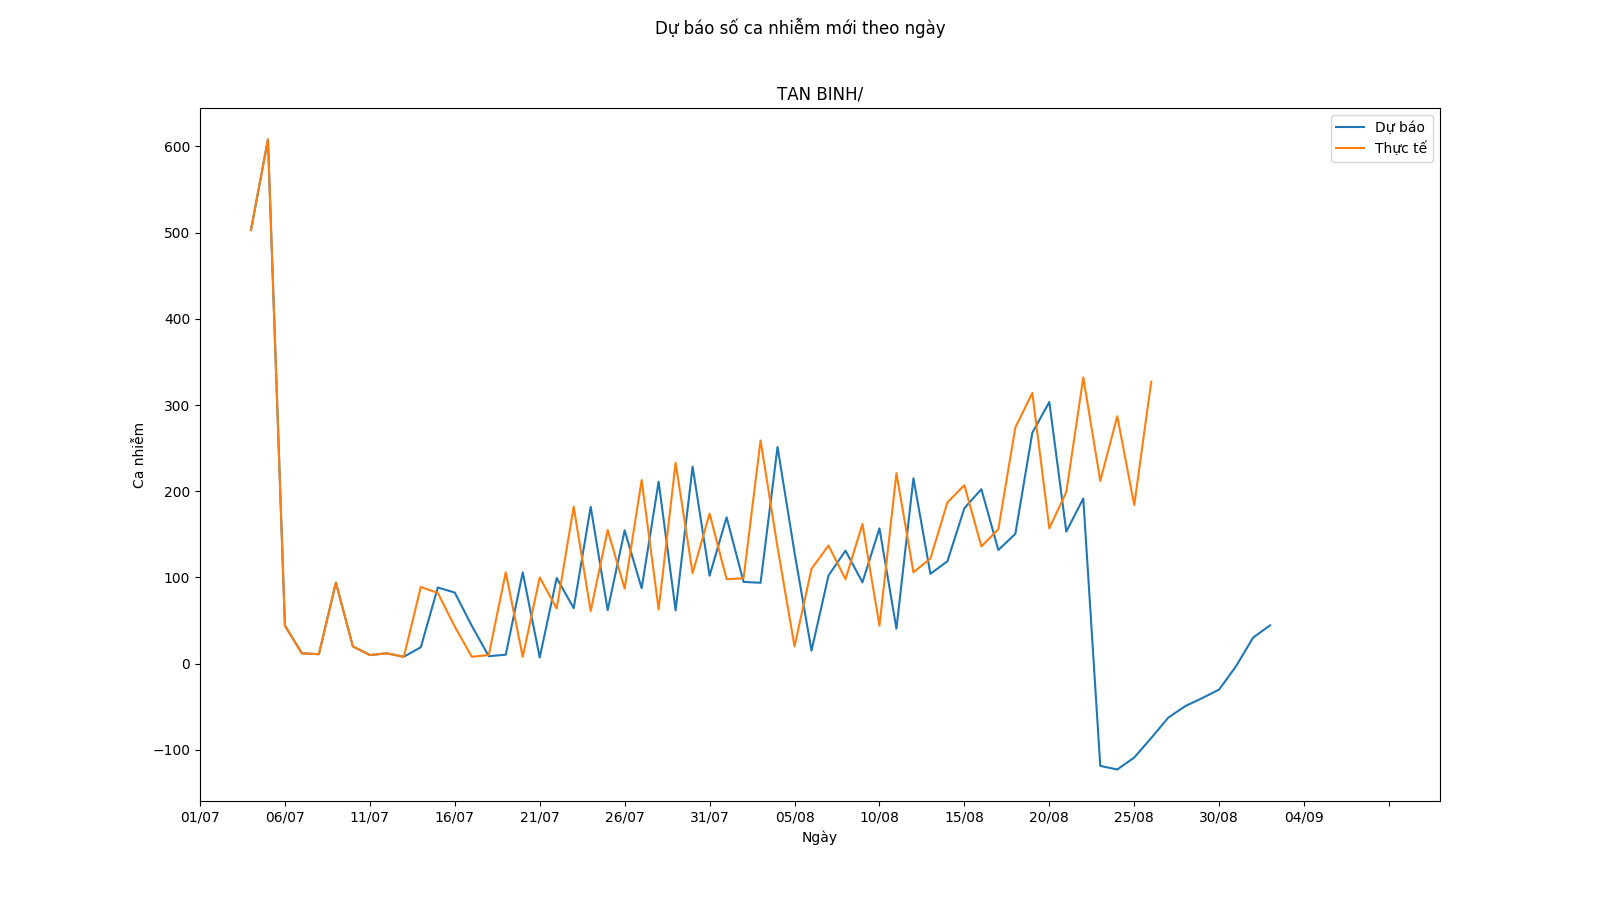 Dự báo số ca nhiễm mới theo ngày
TAN BINH/
Dự báo
Thực tế
Ca nhiễm
600
500
400
300
200
100
0
−100
01/07 06/07 11/07 16/07 21/07 26/07 31/07 05/08 10/08 15/08 20/08 25/08 30/08 04/09
Ngày